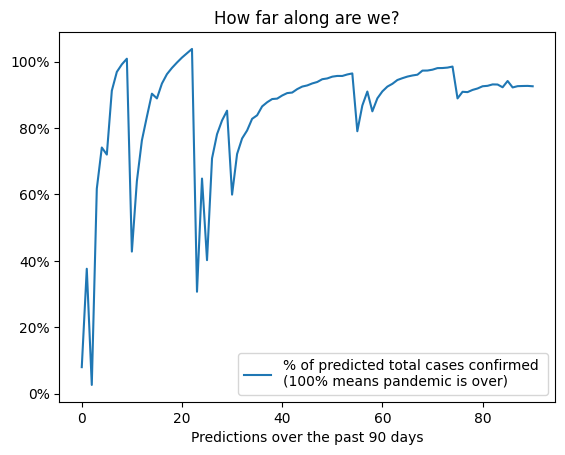 How far along are we?
100%
80%
60%
40%
20%
0%
% of predicted total cases confirmed
(100% means pandemic is over)
0 20 40 60 80
Predictions over the past 90 days